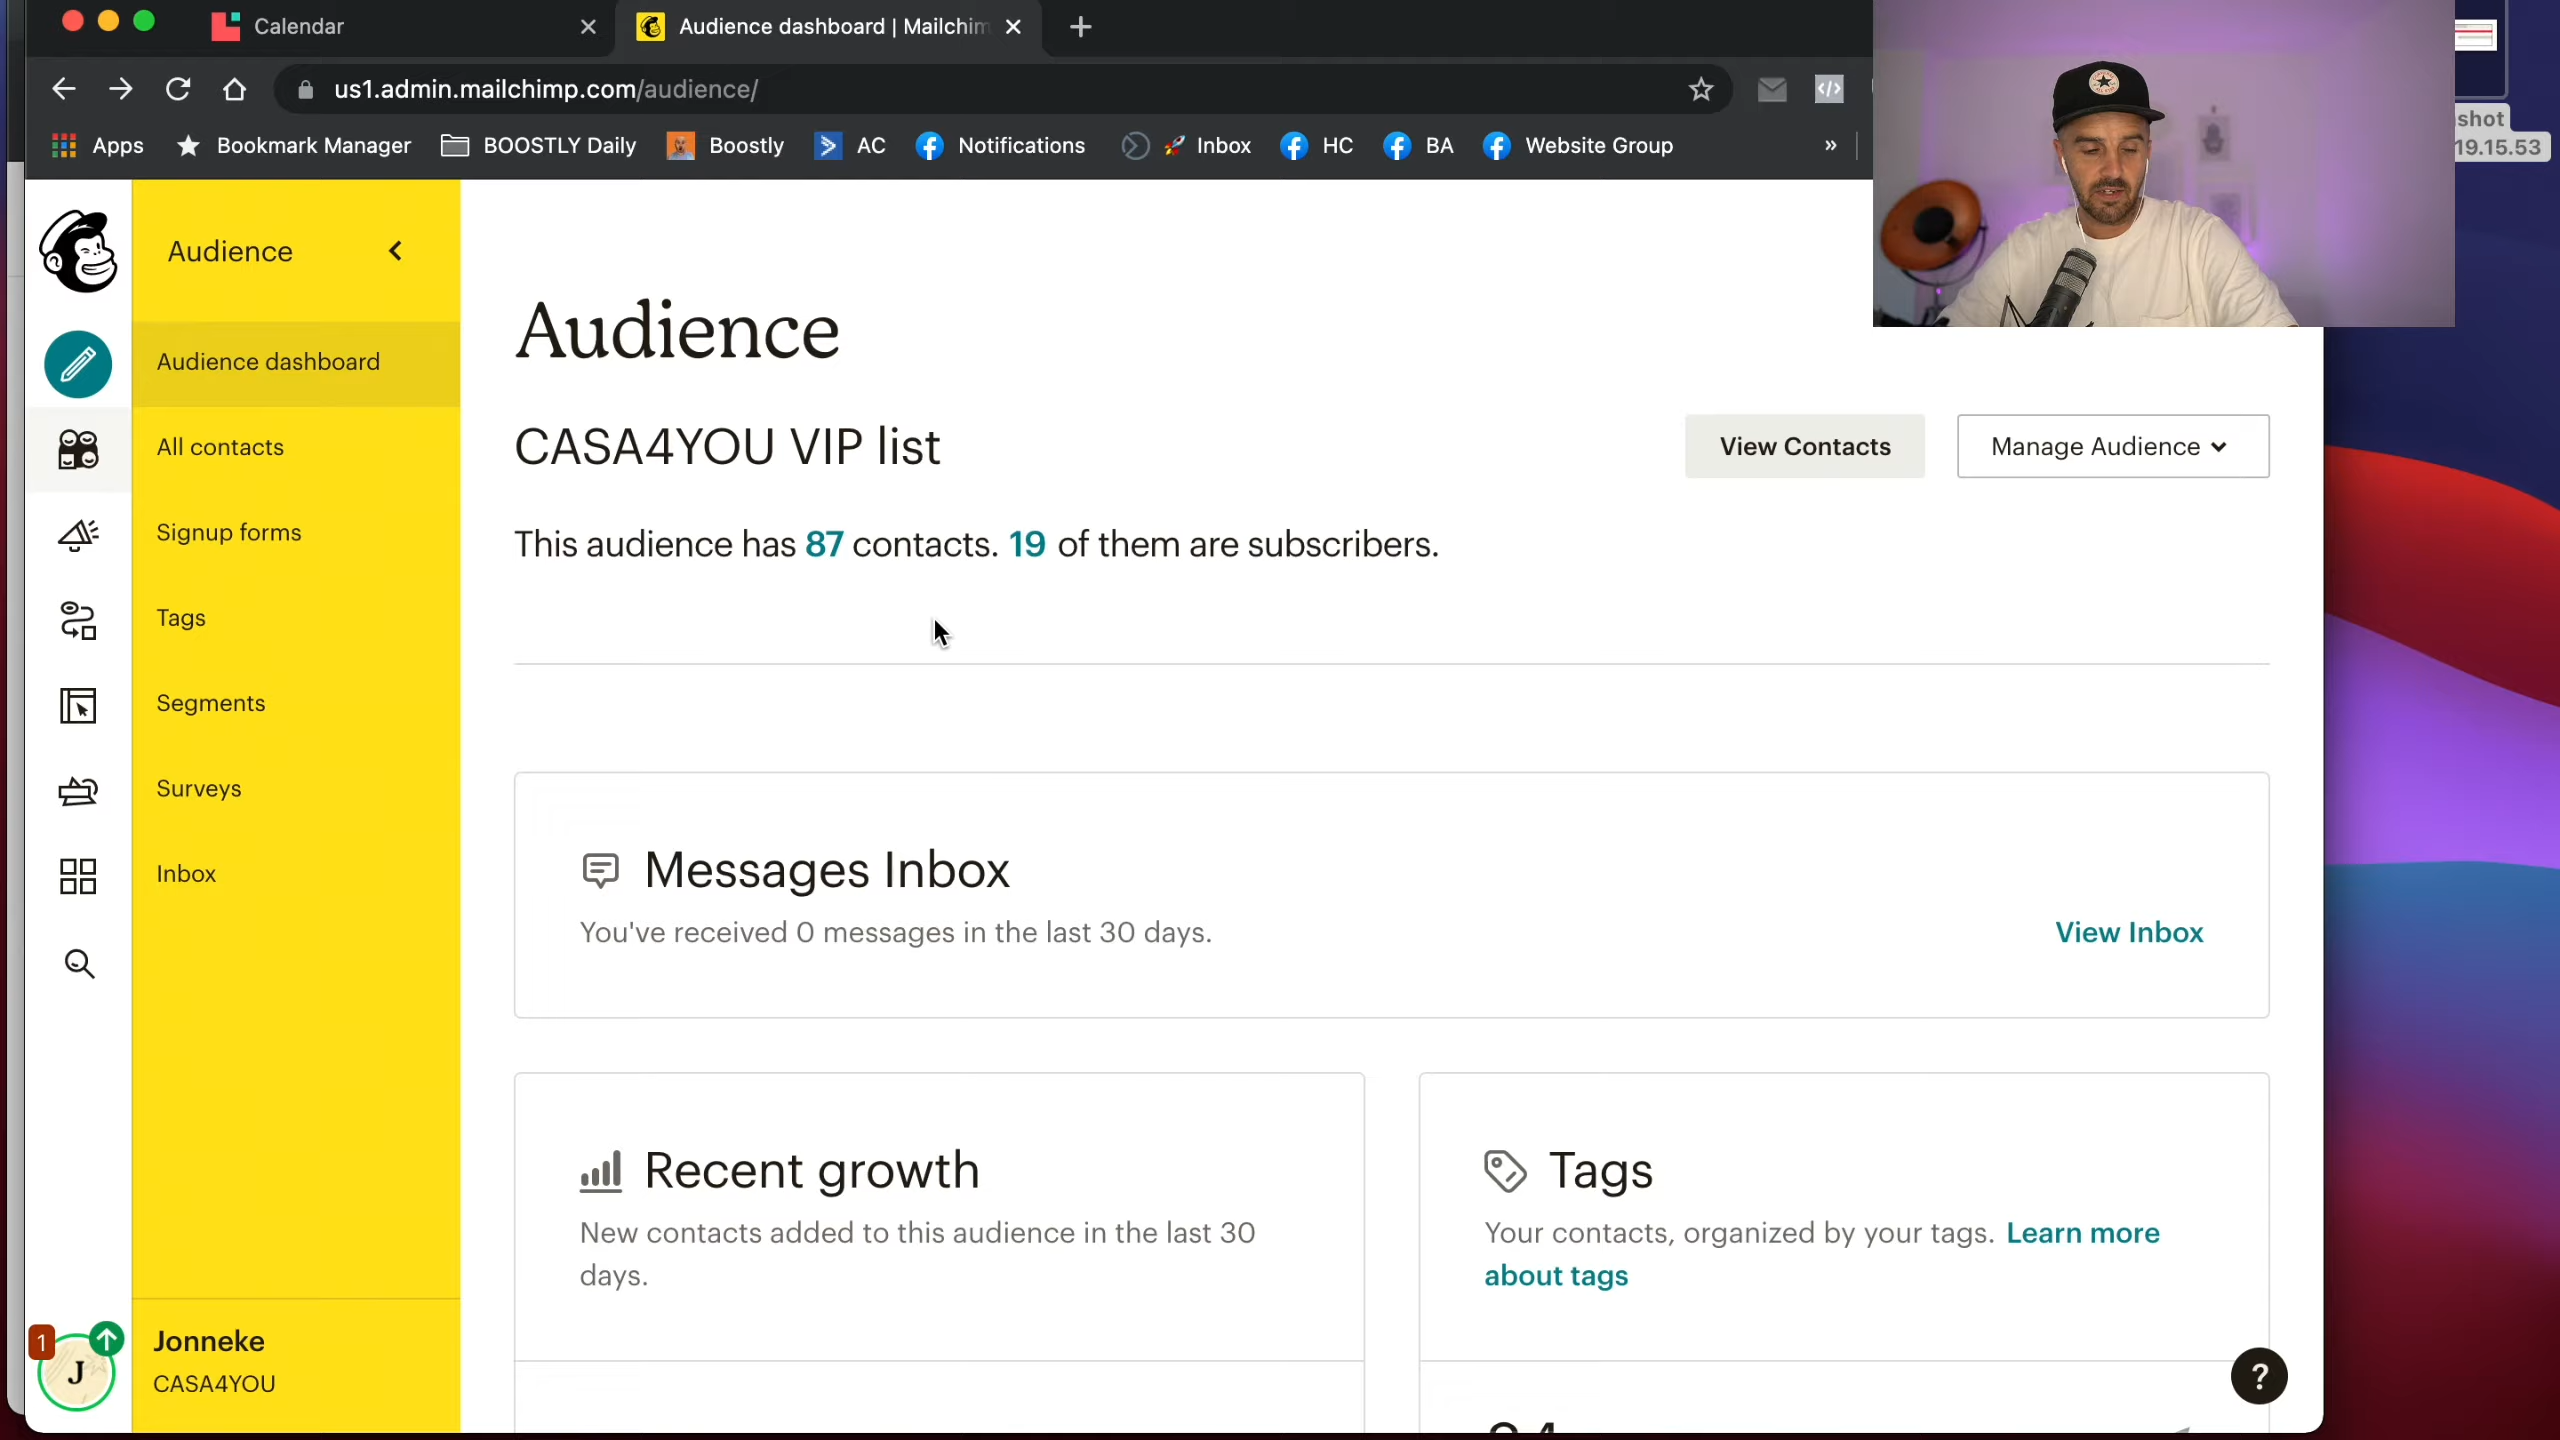 Calendar
Audience dashboard | Mailchim
us1.admin.mailchimp.com/audience/
Apps
Bookmark Manager
BOOSTLY Daily
Boostly
AC
Notifications
Inbox
HC
BA
Website Group
»
shot
19.15.53
Audience
Audience dashboard
All contacts
Signup forms
Tags
Segments
Surveys
Inbox
1
J
Jonneke
CASA4YOU
Audience
CASA4YOU VIP list
View Contacts
Manage Audience
This audience has 87 contacts. 19 of them are subscribers.
Messages Inbox
You've received 0 messages in the last 30 days.
View Inbox
Recent growth
New contacts added to this audience in the last 30
days.
Tags
Your contacts, organized by your tags. Learn more
about tags
?